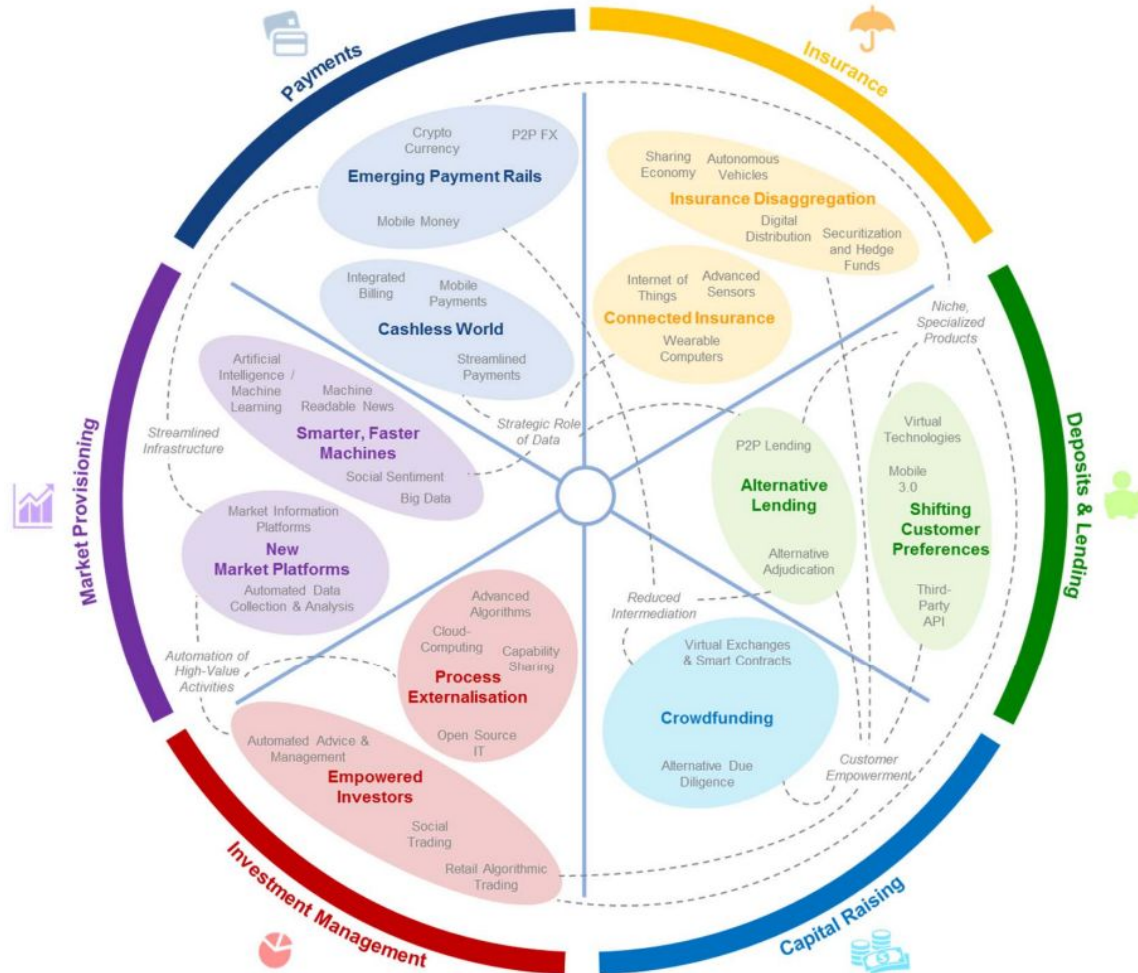 Payments
Insurance
Crypto
Currency
P2P FX
Emerging Payment Rails
Mobile Money
Integrated
Billing
Mobile
Payments
Cashless World
Streamlined
Payments
Sharing
Economy
Autonomous
Vehicles
Insurance Disaggregation
Digital
Distribution
Securitization
and Hedge
Funds
Internet of
Things
Advanced
Sensors
Connected Insurance
Wearable
Computers
Niche,
Specialized
Products
Market Provisioning
Artificial
Intelligence /
Machine
Learning
Machine
Readable News
Smarter, Faster
Machines
Social Sentiment
Big Data
Streamlined
Infrastructure
Strategic Role
of Data
Market Information
Platforms
New
Market Platforms
Automated Data
Collection & Analysis
Deposits & Lending
P2P Lending
Alternative
Lending
Alternative
Adjudication
Virtual
Technologies
Mobile
3.0
Shifting
Customer
Preferences
Third-
Party
API
Automation of
High-Value
Activities
Reduced
Intermediation
Advanced
Algorithms
Cloud-
Computing
Capability
Sharing
Process
Externalisation
Open Source
IT
Automated Advice &
Management
Empowered
Investors
Social
Trading
Retail Algorithmic
Trading
Virtual Exchanges
& Smart Contracts
Crowdfunding
Alternative Due
Diligence
Customer
Empowerment
Investment Management
Capital Raising
$